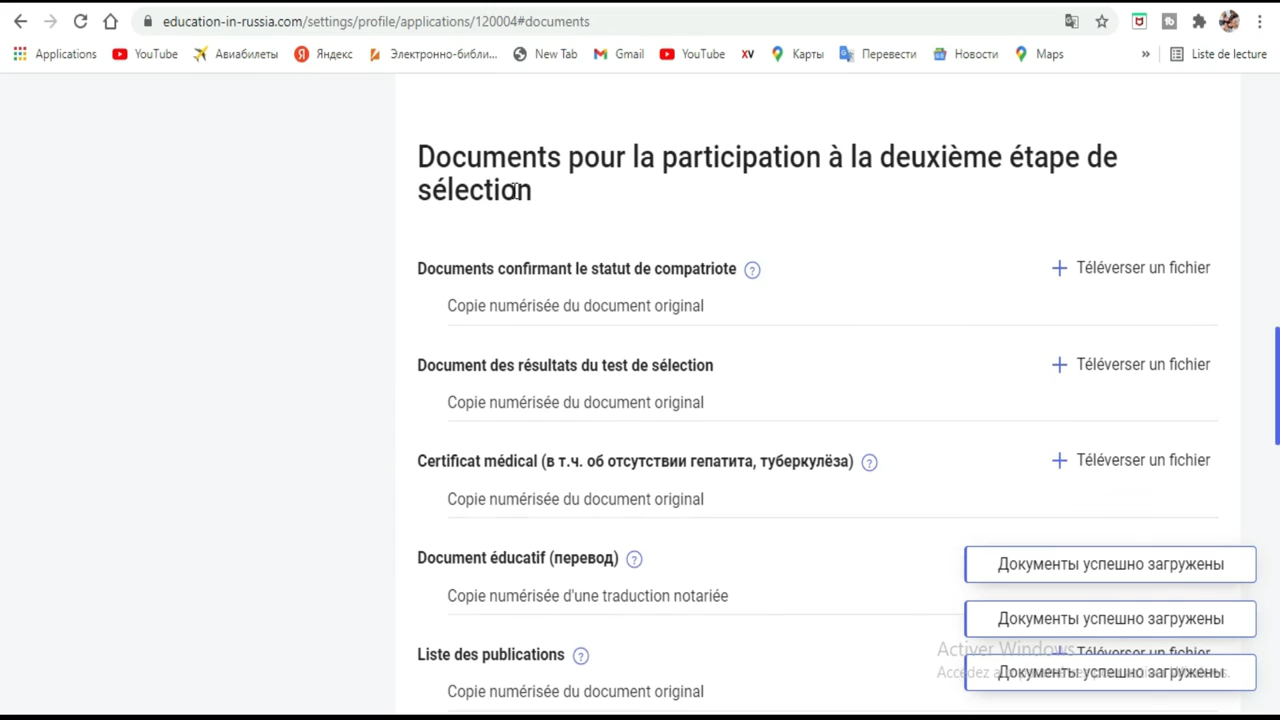 education-in-russia.com/settings/profile/applications/120004#documents
Applications YouTube Авиабилеты Яндекс Электронно-библи... New Tab Gmail YouTube XV Карты Перевести Новости Maps » Liste de lecture
Documents pour la participation à la deuxième étape de
sélection
Documents confirmant le statut de compatriote ? + Téléverser un fichier
Copie numérisée du document original
Document des résultats du test de sélection + Téléverser un fichier
Copie numérisée du document original
Certificat médical (в т.ч. об отсутствии гепатита, туберкулёза) ? + Téléverser un fichier
Copie numérisée du document original
Document éducatif (перевод) ?
Документы успешно загружены
Copie numérisée d'une traduction notariée
Документы успешно загружены
Activer Windows
Liste des publications ? + Téléverser un fichier
Документы успешно загружены
Copie numérisée du document original